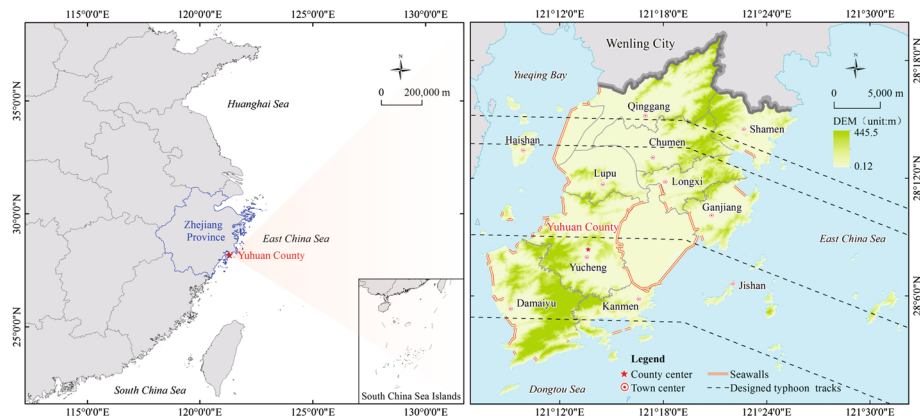 115°0'0"E
120°0'0"E
125°0'0"E
130°0'0"E
35°0'0"N
30°0'0"N
25°0'0"N
N
0 200,000 m
Huanghai Sea
Zhejiang
Province
East China Sea
Yuhuan County
South China Sea
South China Sea Islands
115°0'0"E
120°0'0"E
125°0'0"E
130°0'0"E
121°12'0"E
121°18'0"E
121°24'0"E
121°30'0"E
28°18'0"N
28°12'0"N
28°6'0"N
Wenling City
Yueqing Bay
N
0 5,000 m
DEM（unit:m）
445.5
0.12
Qinggang
Shamen
Haishan
Chumen
Lupu
Longxi
Ganjiang
Yuhuan County
East China Sea
Yucheng
Jishan
Damaiyu
Kanmen
Dongtou Sea
Legend
County center
Seawalls
Town center
Designed typhoon tracks
121°12'0"E
121°18'0"E
121°24'0"E
121°30'0"E